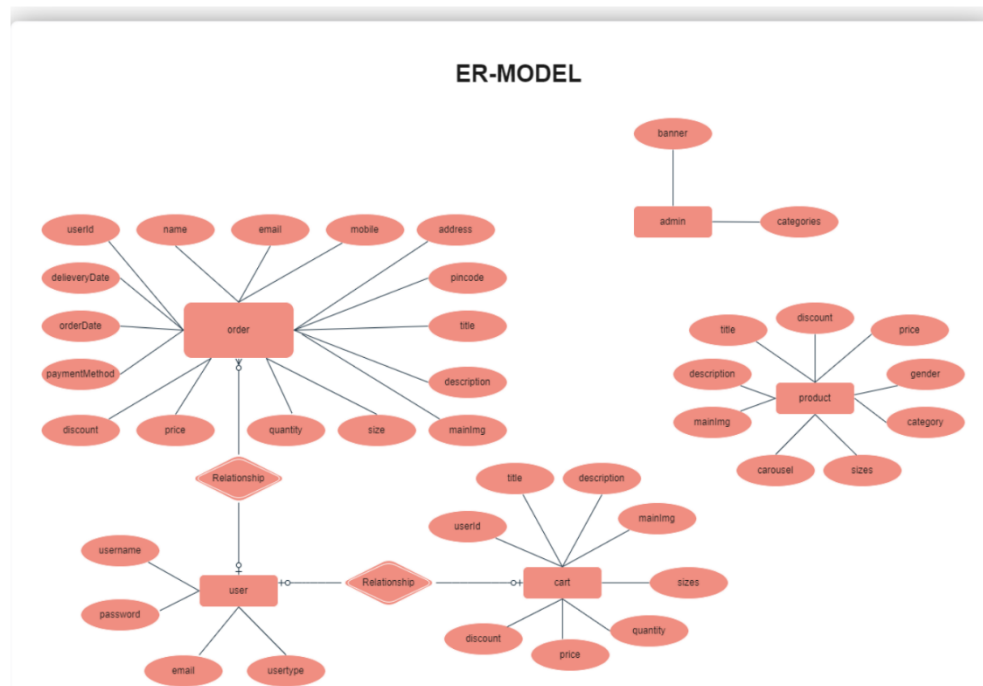 ER-MODEL
banner
admin
categories
userId
name
email
mobile
address
delieveryDate
pincode
orderDate
order
title
paymentMethod
description
discount
price
quantity
size
mainImg
title
discount
price
description
gender
product
mainImg
category
carousel
sizes
Relationship
title
description
userId
mainImg
username
user
Relationship
cart
sizes
password
discount
quantity
price
email
usertype